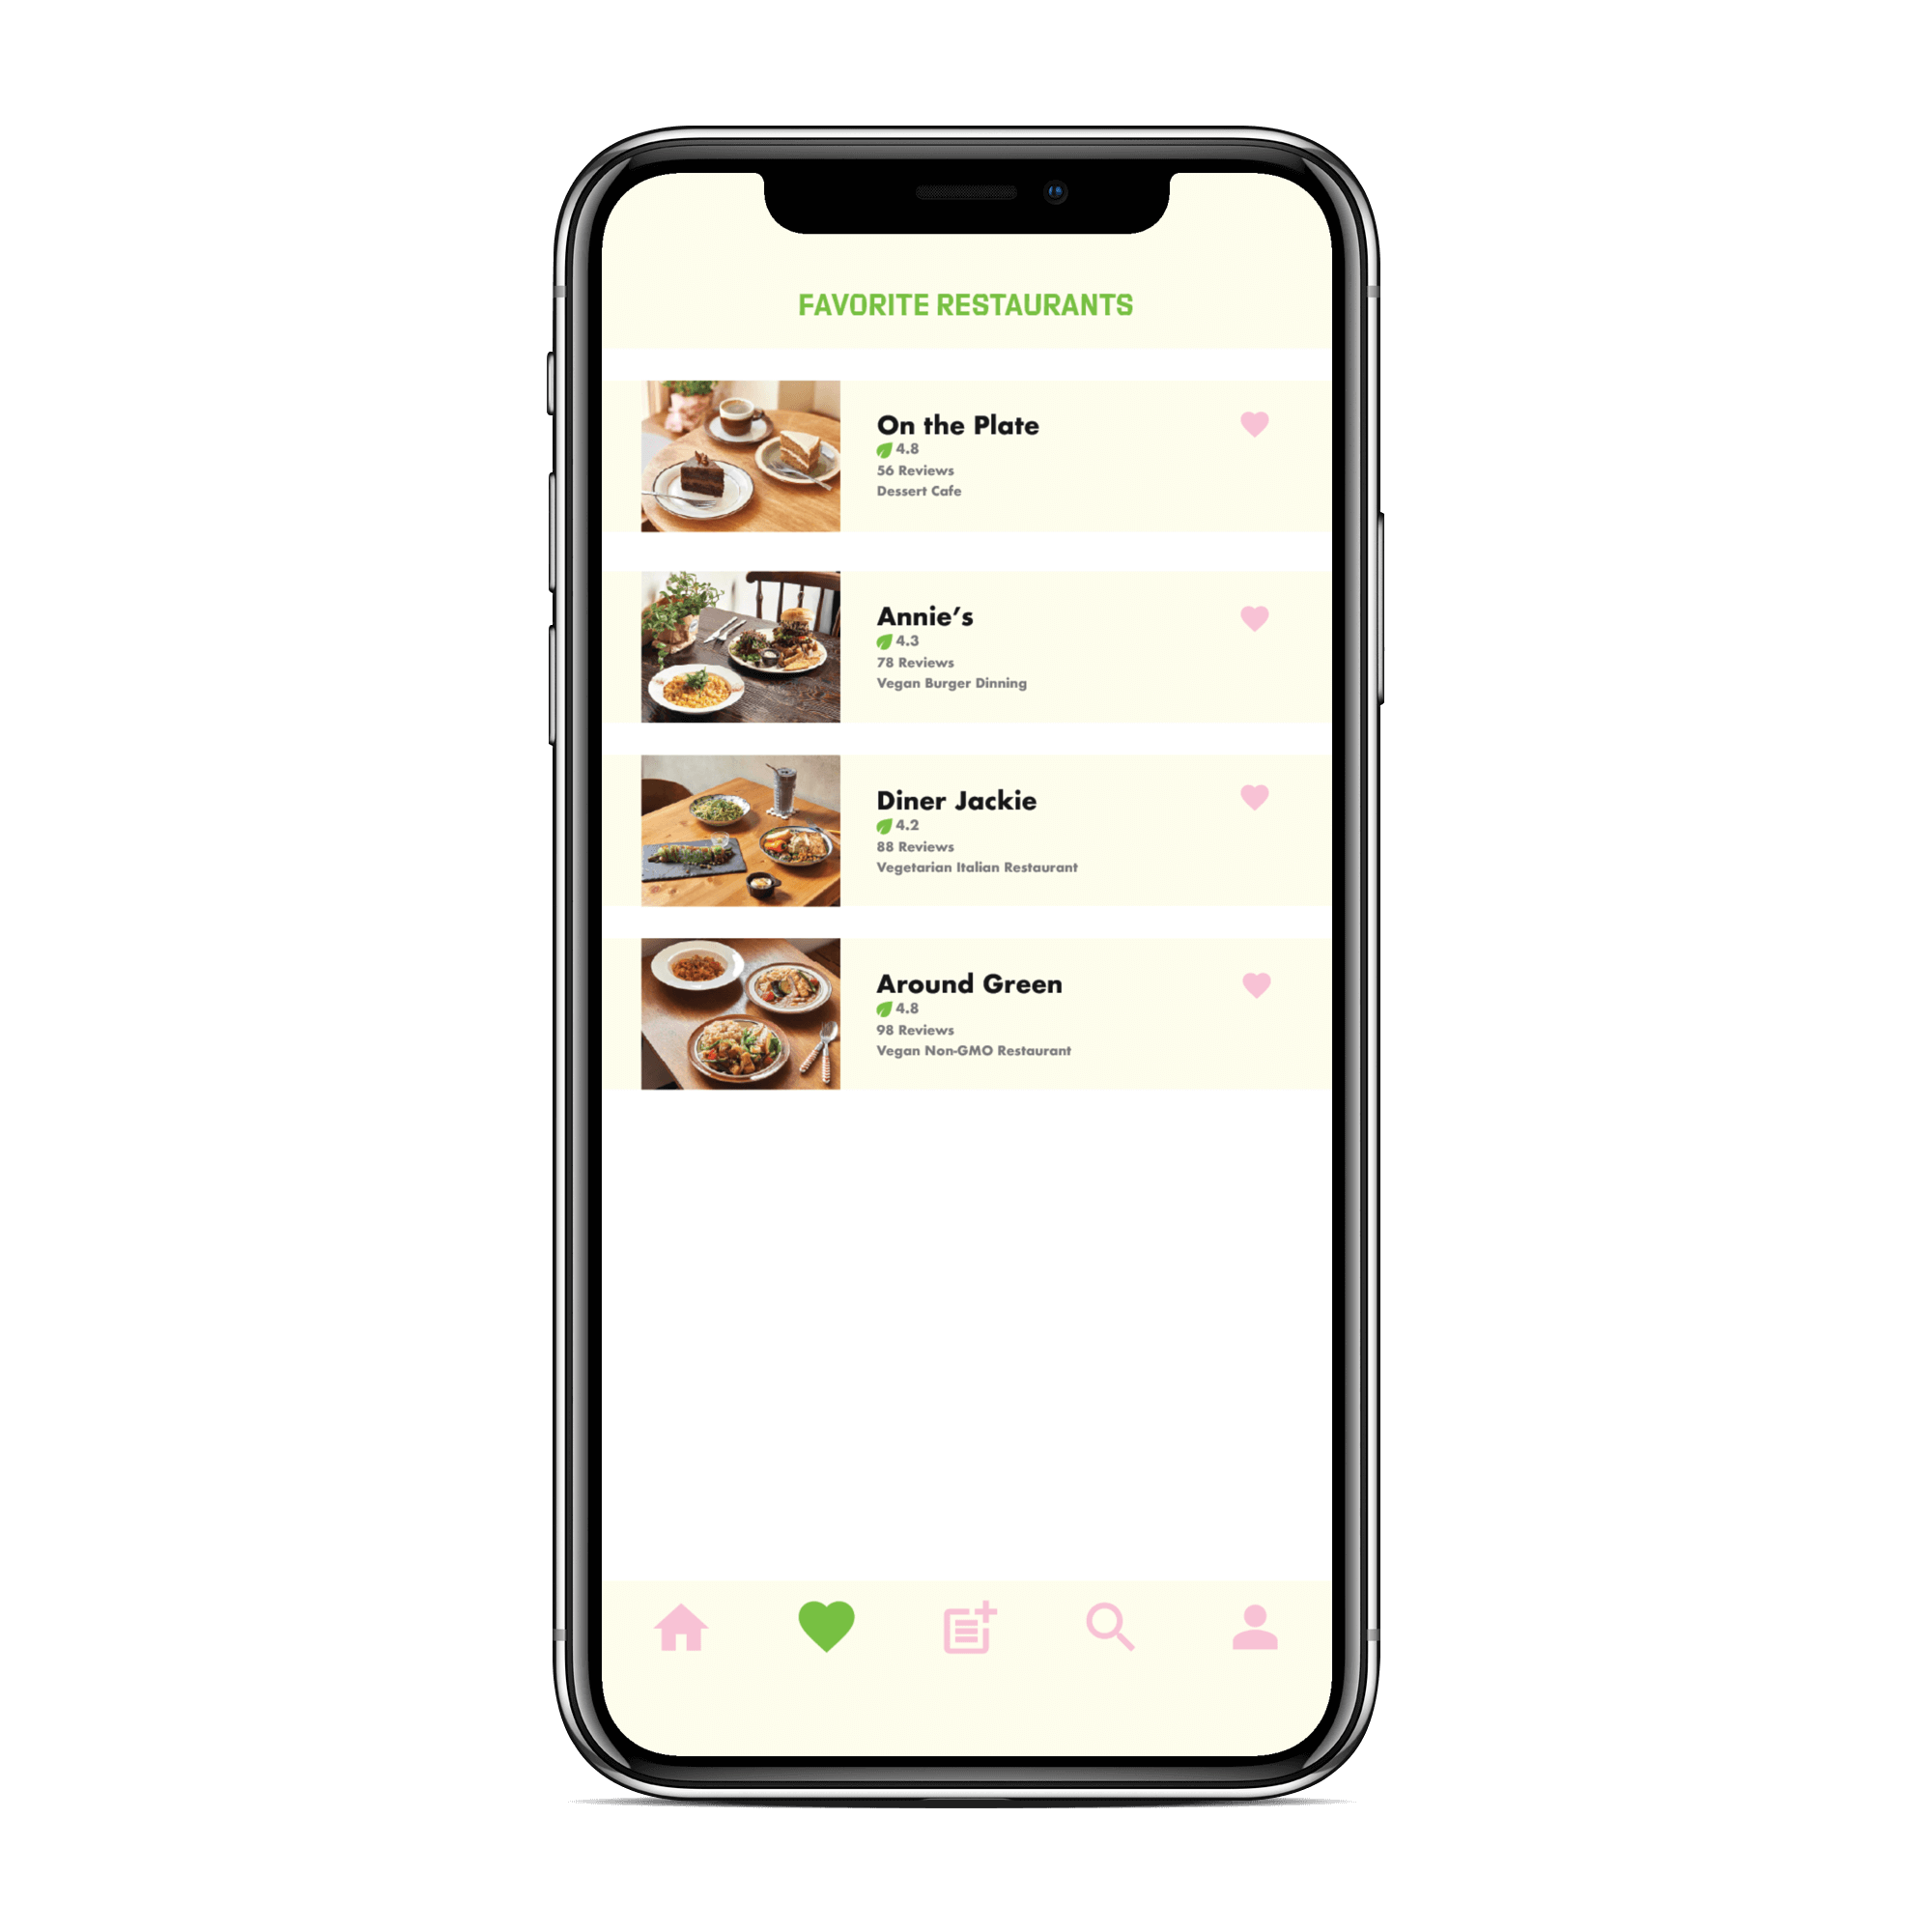 FAVORITE RESTAURANTS
On the Plate
4.8
56 Reviews
Dessert Cafe
Annie's
4.3
78 Reviews
Vegan Burger Dinning
Diner Jackie
4.2
88 Reviews
Vegetarian Italian Restaurant
Around Green
4.8
98 Reviews
Vegan Non-GMO Restaurant